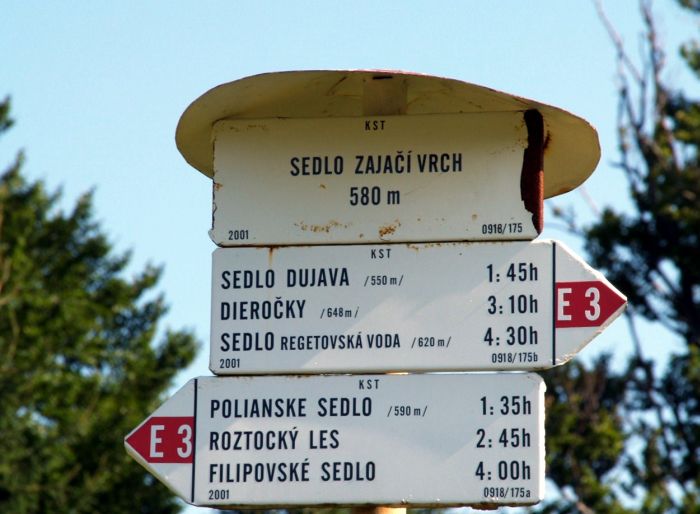 KST
SEDLO ZAJAČÍ VRCH
580 m
2001 0918/175
KST
SEDLO DUJAVA /550 m/ 1:45h
DIEROČKY /648m/ 3:10h
SEDLO REGETOVSKÁ VODA /620 m/ 4:30h
2001 0918/175b
E 3
KST
POLIANSKE SEDLO /590 m/ 1:35h
ROZTOCKÝ LES 2:45h
FILIPOVSKÉ SEDLO 4:00h
2001 0918/175a
E 3